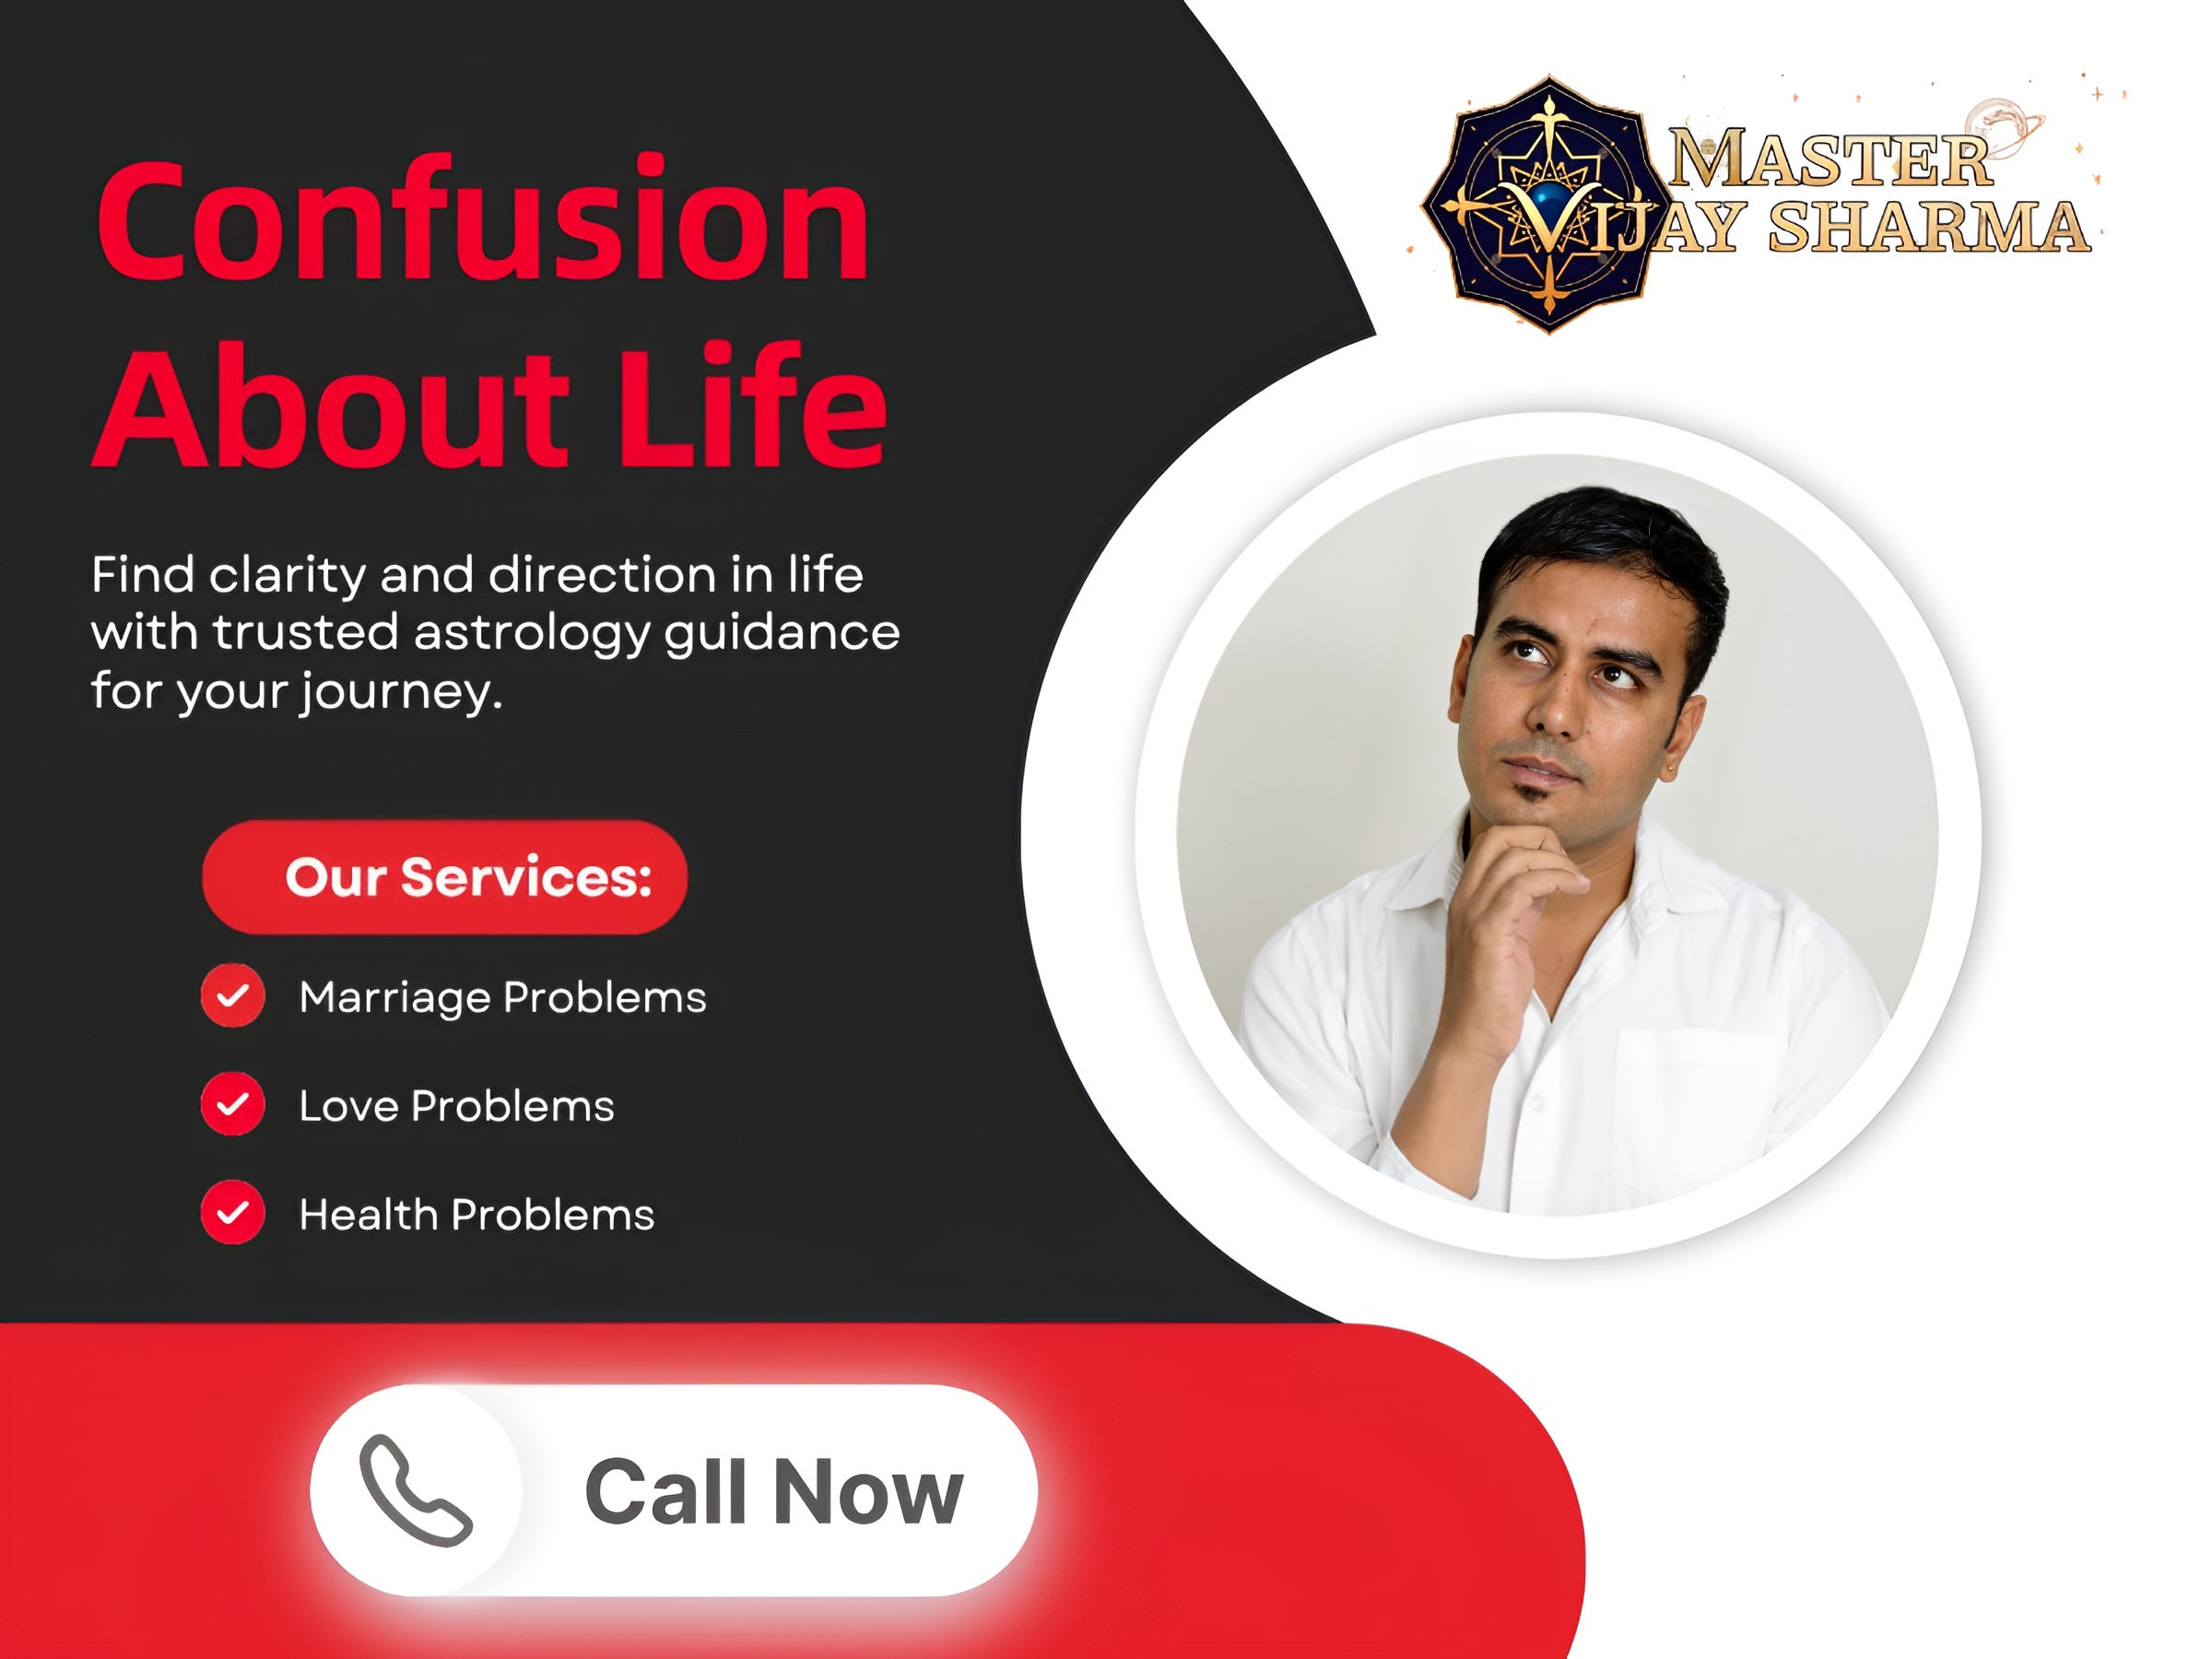 MASTER
VIJAY SHARMA
Confusion
About Life
Find clarity and direction in life
with trusted astrology guidance
for your journey.
Our Services:
Marriage Problems
Love Problems
Health Problems
Call Now